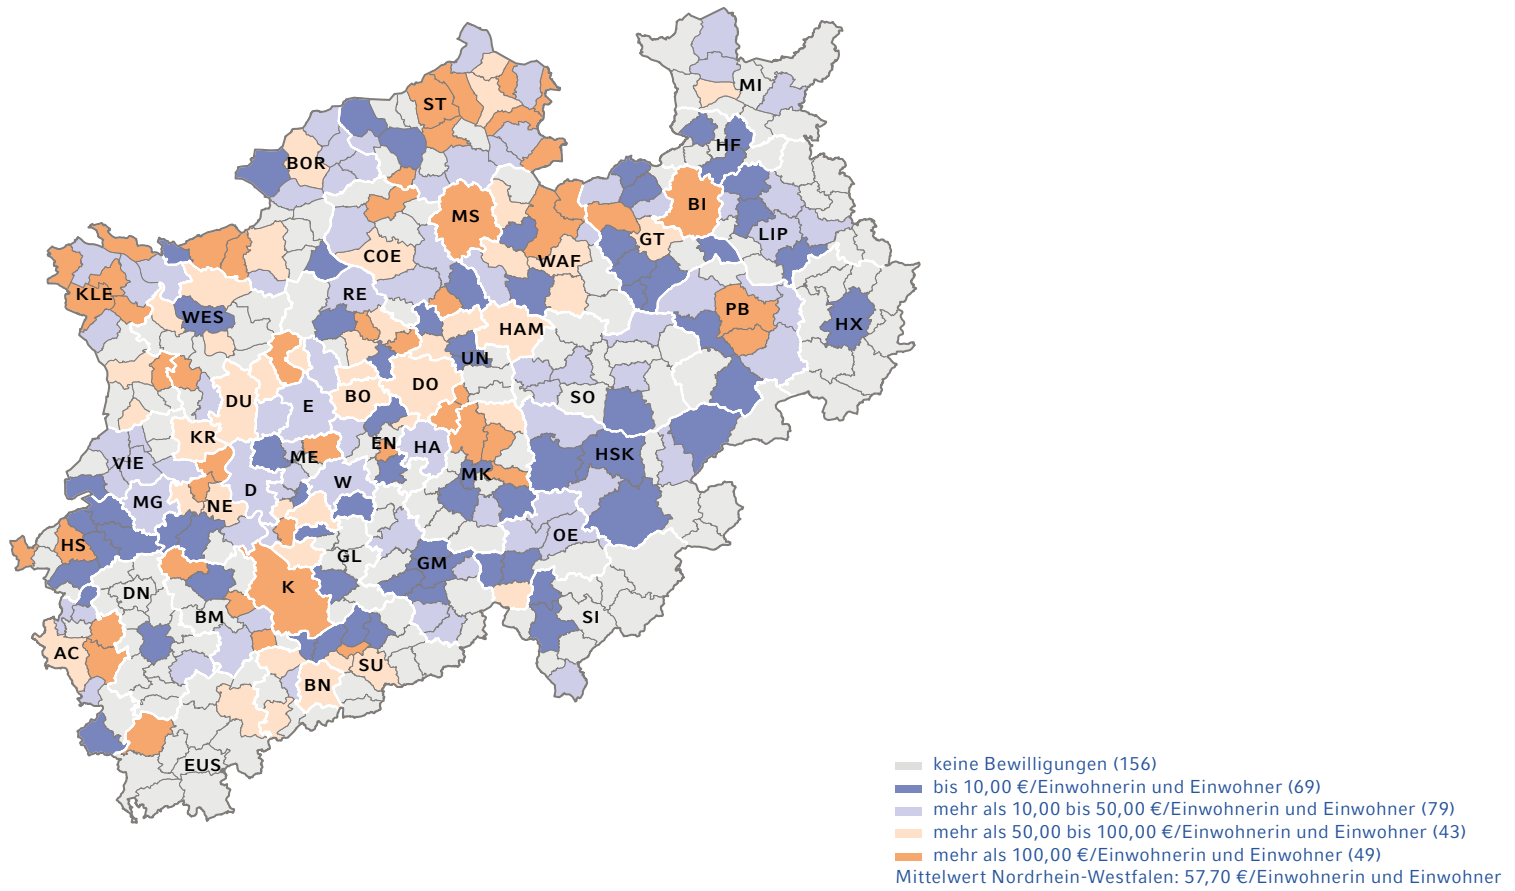 MI
ST
HF
BOR
BI
MS
LIP
GT
COE
WAF
KLE
RE
PB
WES
HX
HAM
UN
DO
BO
SO
DU
E
KR
EN
HA
ME
HSK
VIE
MK
W
D
MG
NE
OE
HS
GL
GM
K
DN
BM
SI
AC
SU
BN
EUS
keine Bewilligungen (156)
bis 10,00 €/Einwohnerin und Einwohner (69)
mehr als 10,00 bis 50,00 €/Einwohnerin und Einwohner (79)
mehr als 50,00 bis 100,00 €/Einwohnerin und Einwohner (43)
mehr als 100,00 €/Einwohnerin und Einwohner (49)
Mittelwert Nordrhein-Westfalen: 57,70 €/Einwohnerin und Einwohner